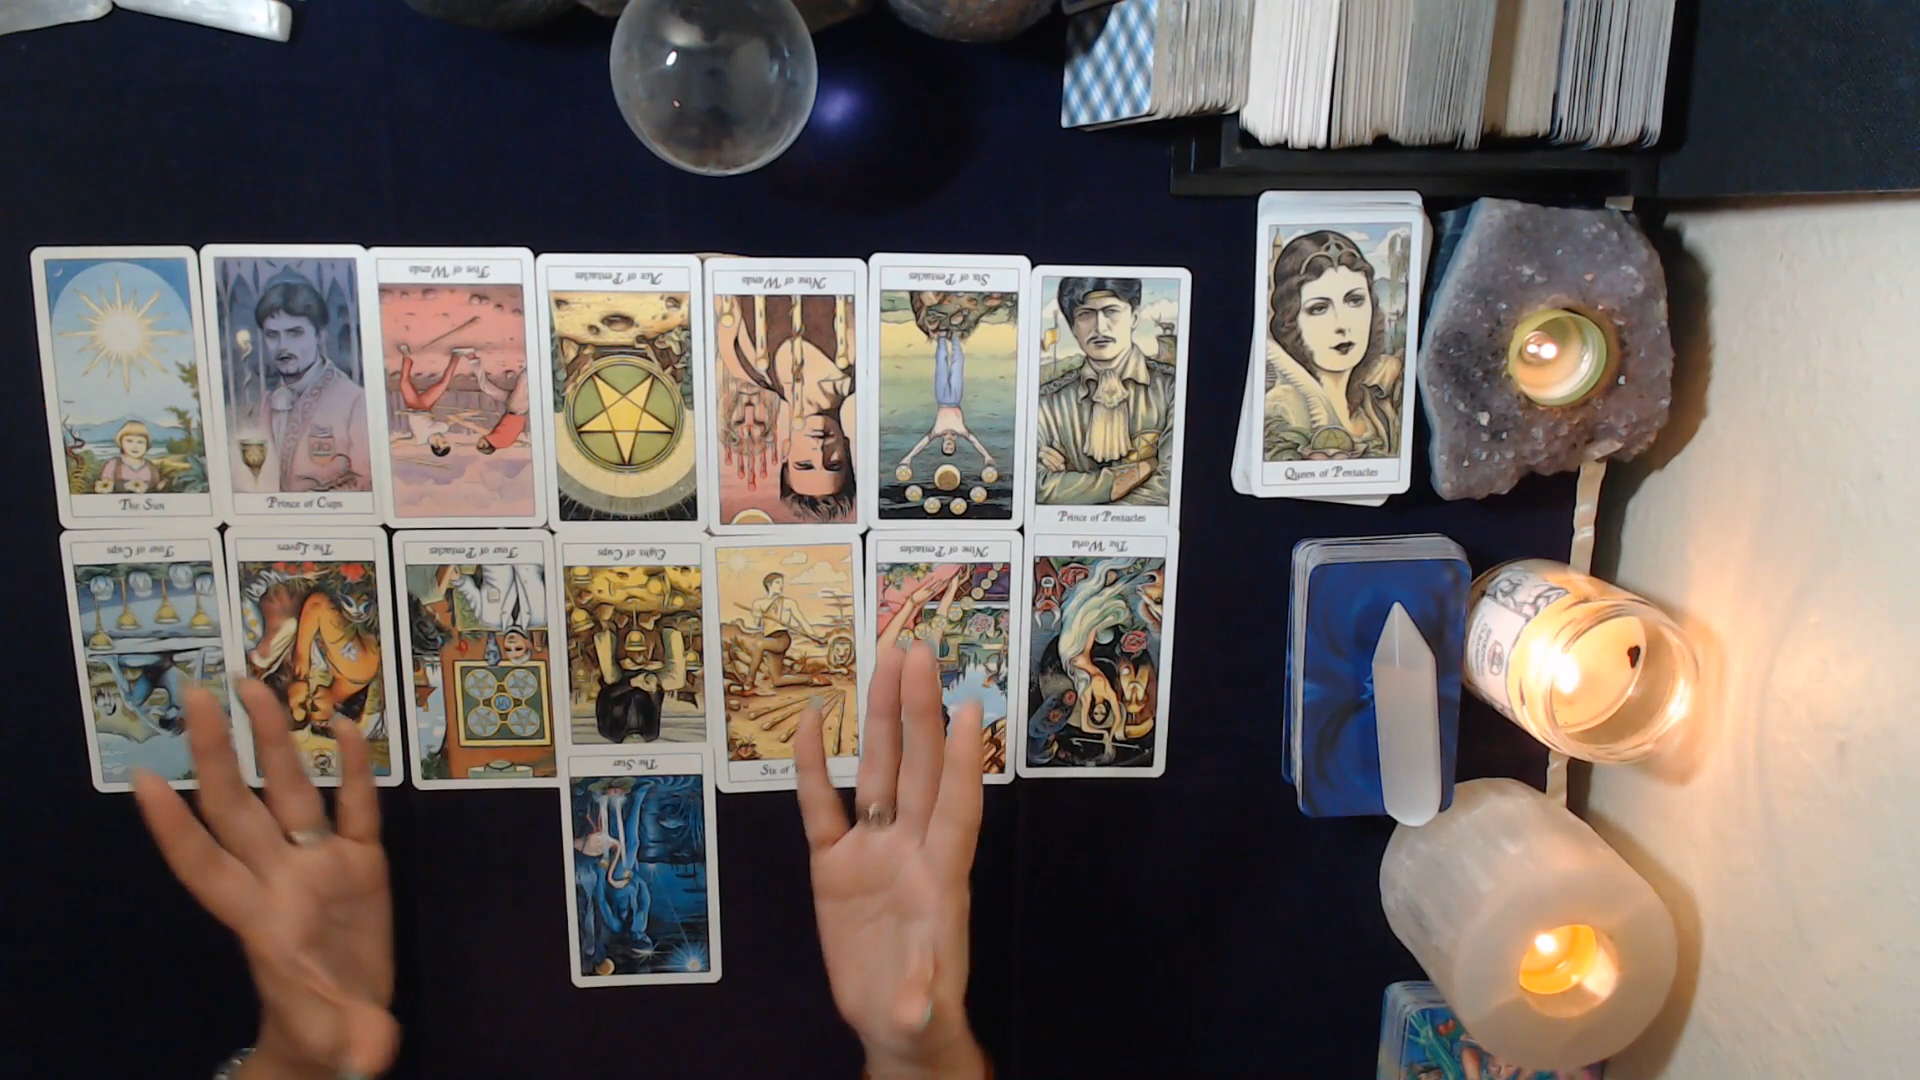 The Sun
Prince of Cups
Five of Wands
Ace of Pentacles
Nine of Wands
Six of Pentacles
Prince of Pentacles
Queen of Pentacles
Four of Cups
The Lovers
Four of Pentacles
Eight of Cups
Six of
Nine of Pentacles
The World
The Star